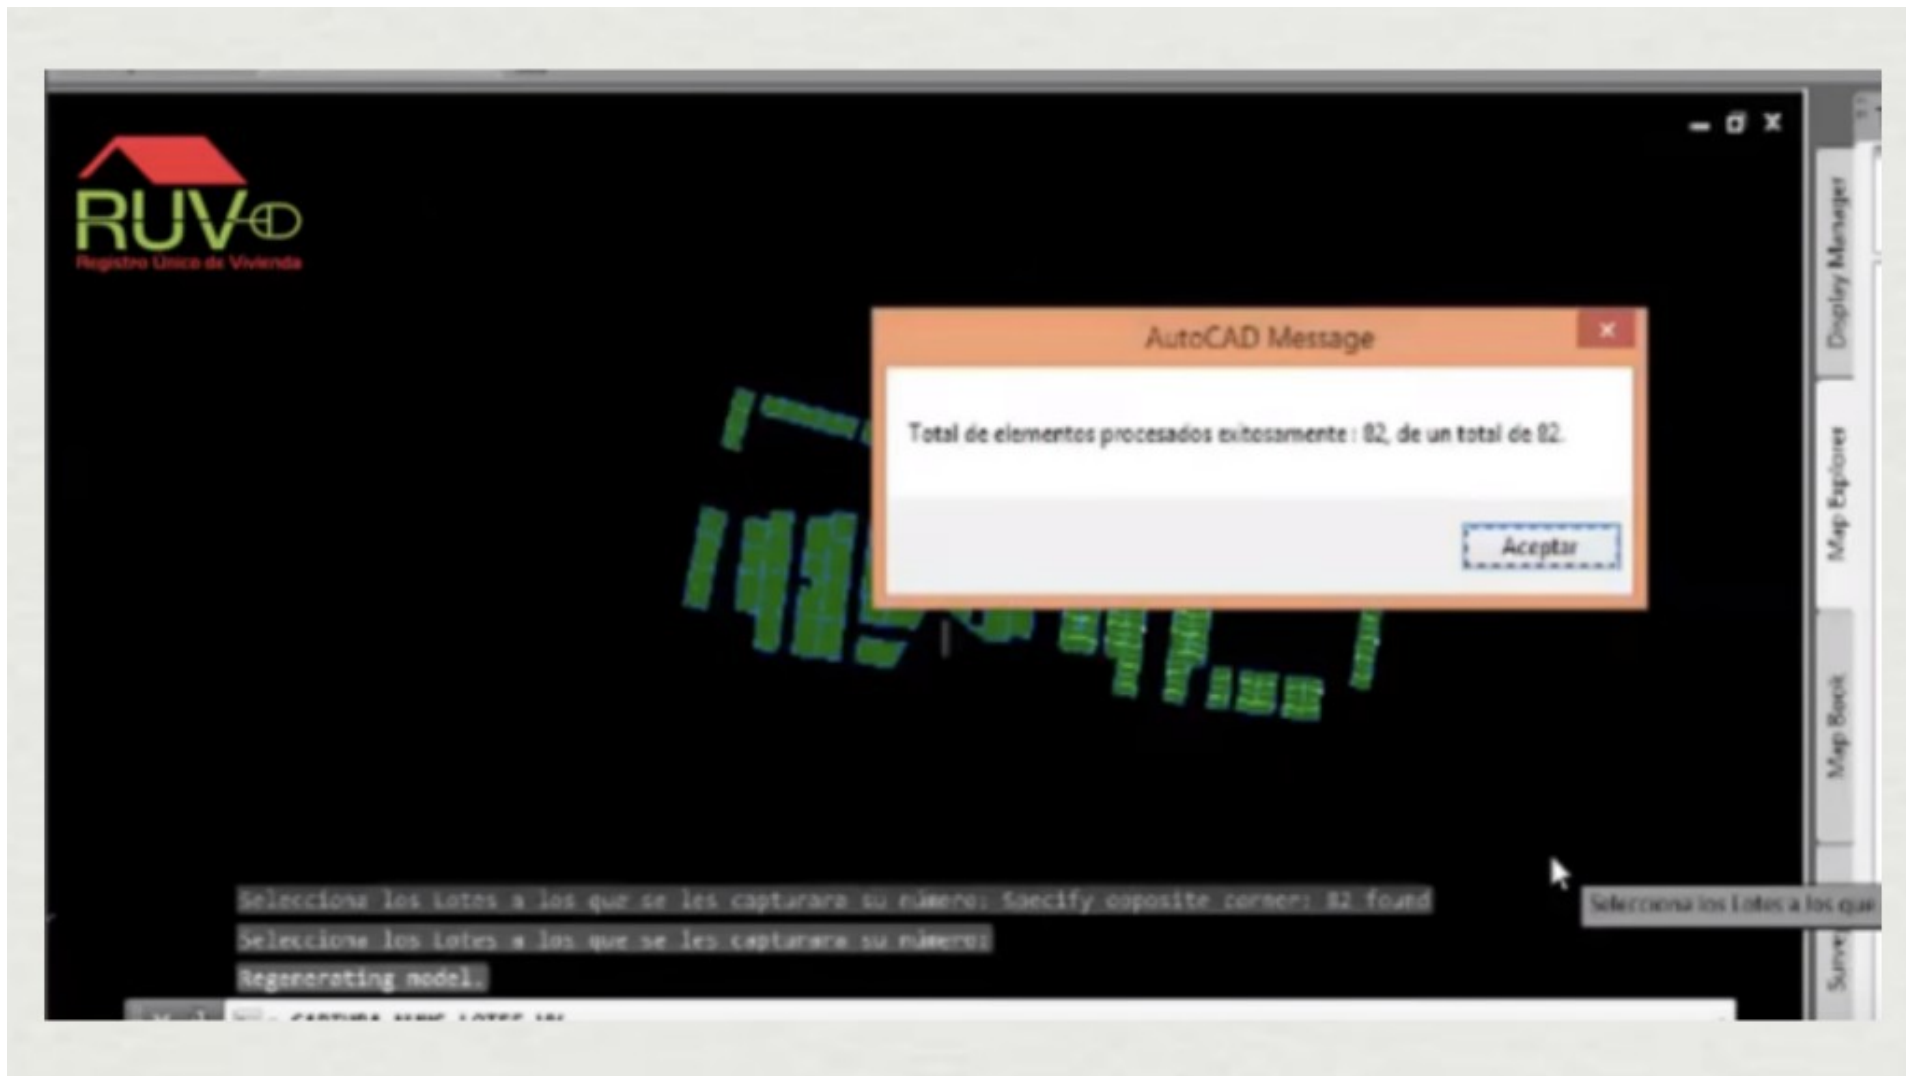 RUV
Registro Único de Vivienda
AutoCAD Message
Total de elementos procesados exitosamente : 82, de un total de 82.
Aceptar
Display Manager
Map Explorer
Map Book
Selecciona los Lotes a los que se les capturara su número: Specify opposite corner: 82 found
Selecciona los Lotes a los que se les capturara su número:
Regenerating model.
Selecciona los Lotes a los que